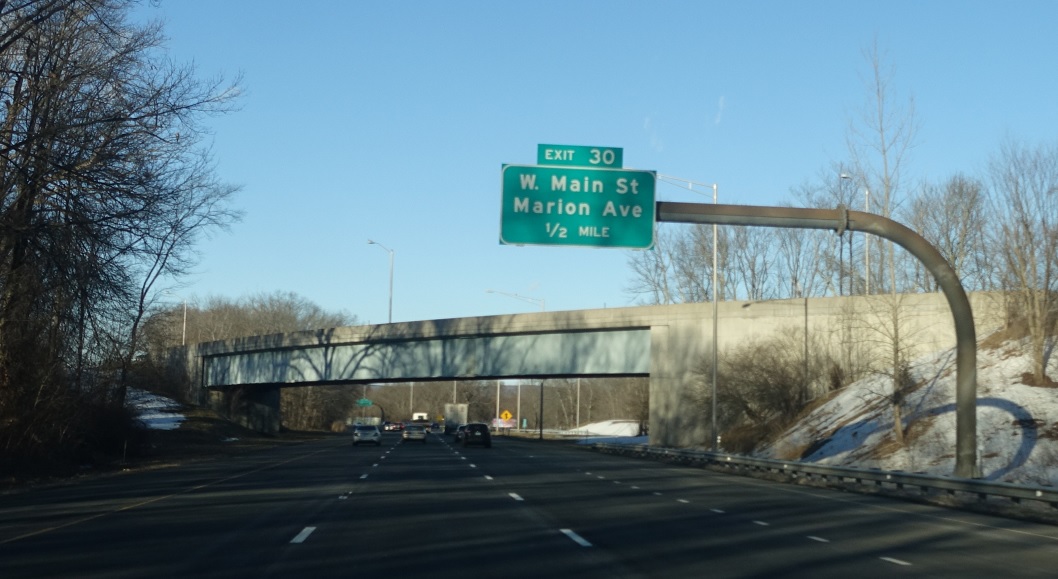 EXIT 30
W. Main St
Marion Ave
1/2 MILE